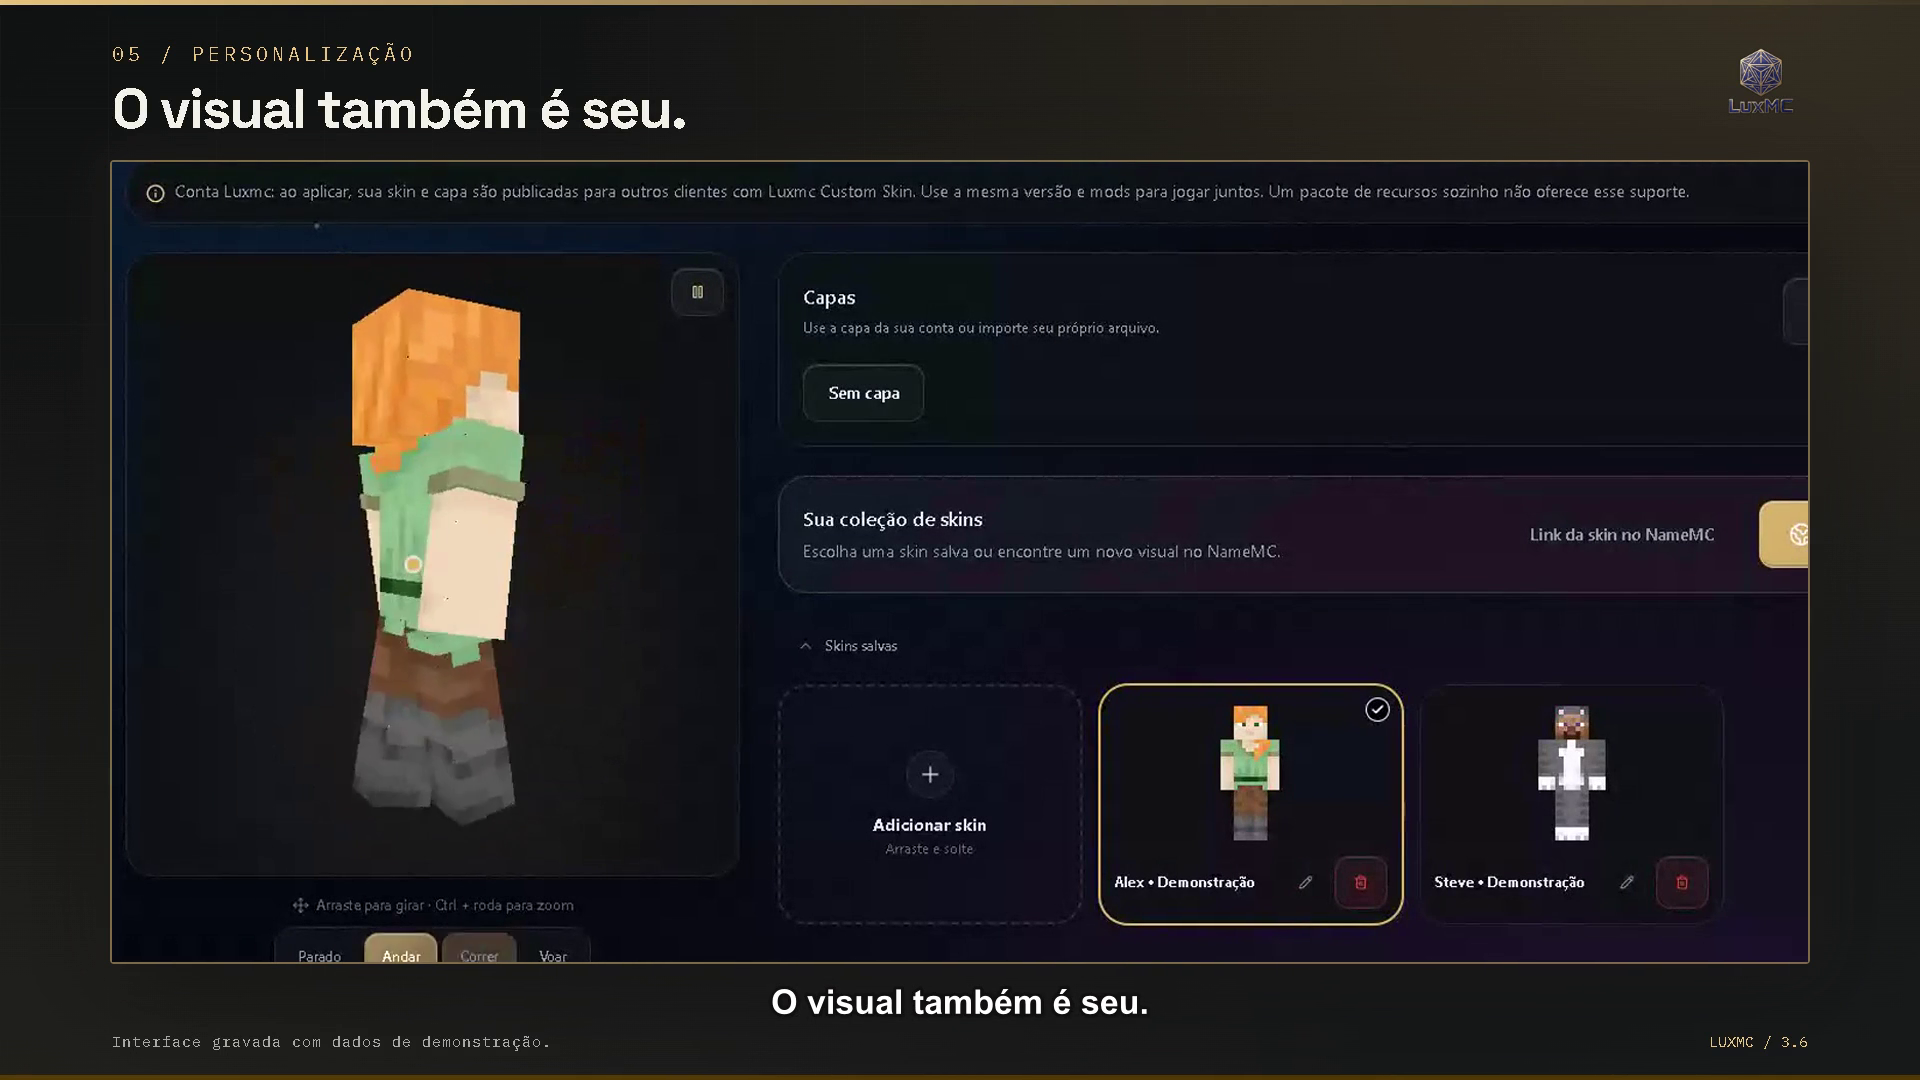 05 / PERSONALIZAÇÃO
O visual também é seu.
LuxMC
Conta Luxmc: ao aplicar, sua skin e capa são publicadas para outros clientes com Luxmc Custom Skin. Use a mesma versão e mods para jogar juntos. Um pacote de recursos sozinho não oferece esse suporte.
Capas
Use a capa da sua conta ou importe seu próprio arquivo.
Sem capa
Sua coleção de skins
Escolha uma skin salva ou encontre um novo visual no NameMC.
Link da skin no NameMC
Skins salvas
Adicionar skin
Arraste e solte
Alex • Demonstração
Steve • Demonstração
Arraste para girar · Ctrl + roda para zoom
Parado
Andar
Correr
Voar
O visual também é seu.
Interface gravada com dados de demonstração.
LUXMC / 3.6